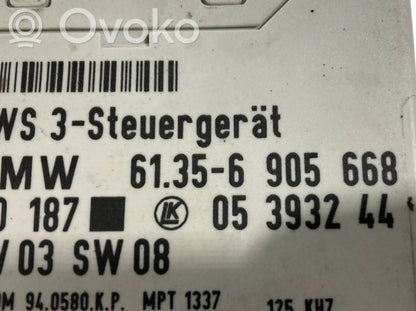 Ovoko
WS 3-Steuergerät
MW 61.35-6 905 668
0 187 LK 05 3932 44
V 03 SW 08
94.0580.K.P. MPT 1337 125 KHZ